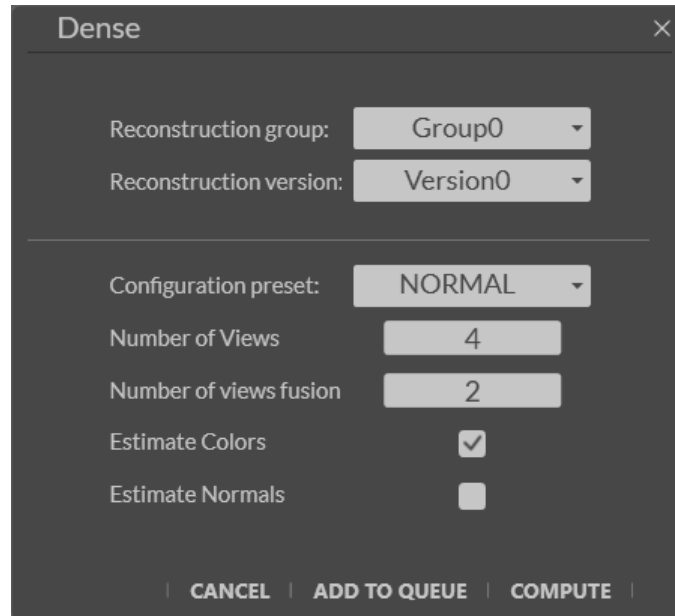 Dense
Reconstruction group: Group0
Reconstruction version: Version0
Configuration preset: NORMAL
Number of Views 4
Number of views fusion 2
Estimate Colors
Estimate Normals
CANCEL ADD TO QUEUE COMPUTE